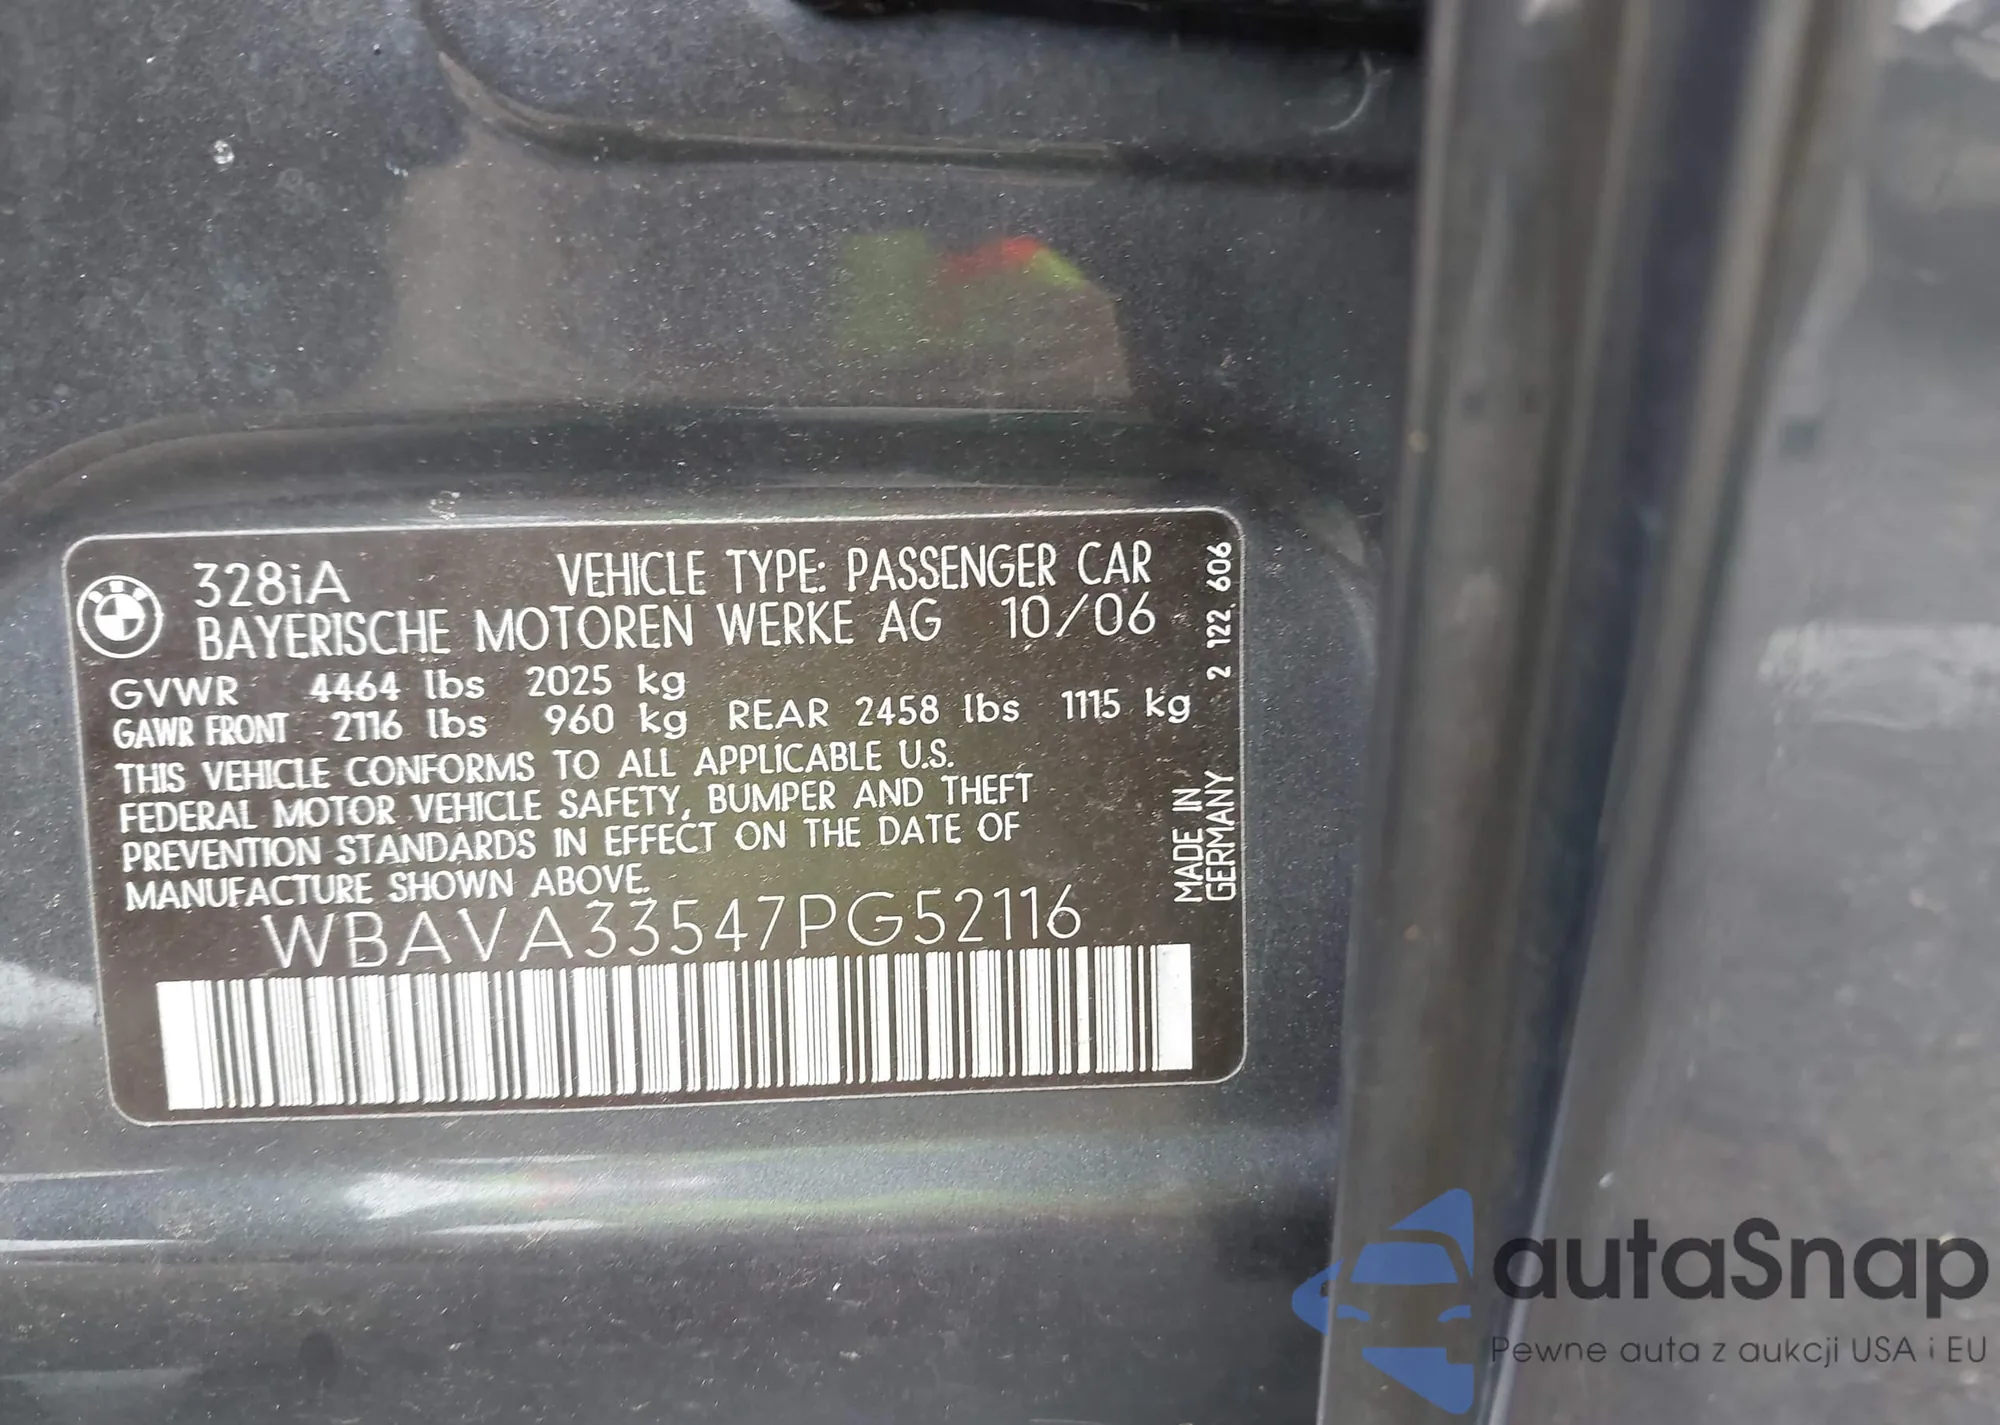 328iA VEHICLE TYPE: PASSENGER CAR
BAYERISCHE MOTOREN WERKE AG 10/06
GVWR 4464 lbs 2025 kg
GAWR FRONT 2116 lbs 960 kg REAR 2458 lbs 1115 kg
THIS VEHICLE CONFORMS TO ALL APPLICABLE U.S.
FEDERAL MOTOR VEHICLE SAFETY, BUMPER AND THEFT
PREVENTION STANDARDS IN EFFECT ON THE DATE OF
MANUFACTURE SHOWN ABOVE.
WBAVA33547PG52116
MADE IN
GERMANY
2 122 606
autaSnap
Pewne auta z aukcji USA i EU